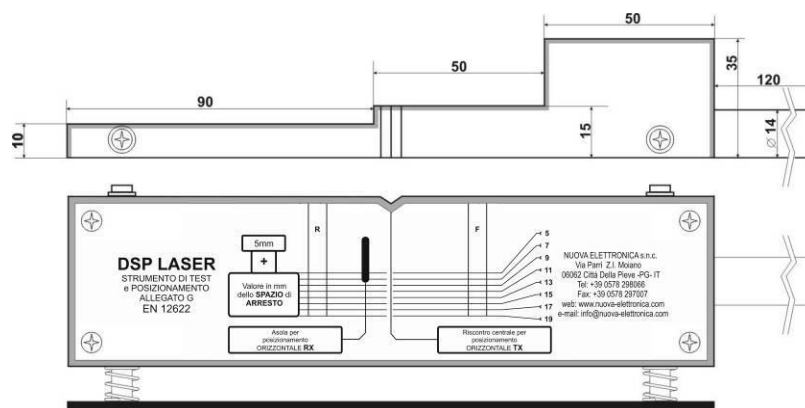 50
50
35
120
90
10
15
⌀ 14
R
F
5
7
9
11
13
15
17
19
5mm
+
DSP LASER
STRUMENTO DI TEST
e POSIZIONAMENTO
ALLEGATO G
EN 12622
Valore in mm
dello SPAZIO di
ARRESTO
NUOVA ELETTRONICA s.n.c.
Via Parri Z.I. Moiano
06062 Città Della Pieve -PG- IT
Tel: +39 0578 298066
Fax: +39 0578 297007
web: www.nuova-elettronica.com
e-mail: info@nuova-elettronica.com
Asola per
posizionamento
ORIZZONTALE RX
Riscontro centrale per
posizionamento
ORIZZONTALE TX